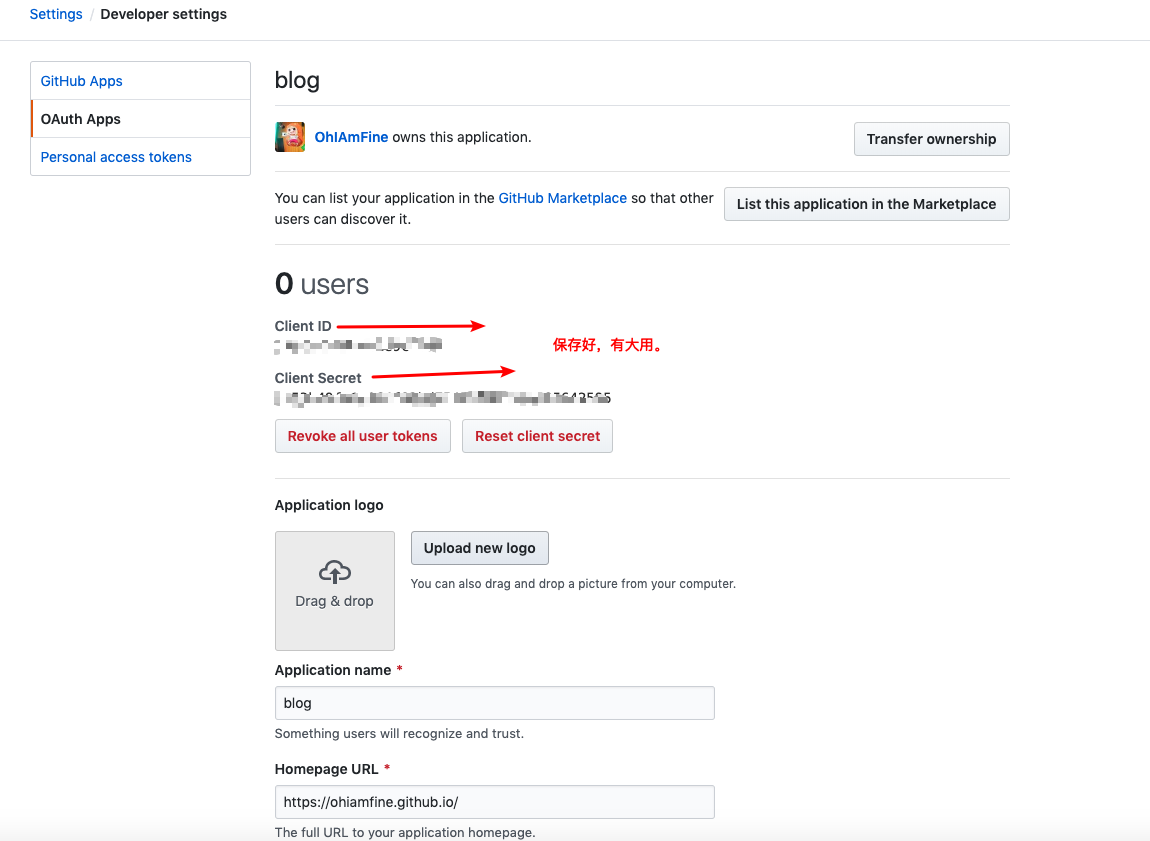 Settings / Developer settings
GitHub Apps
OAuth Apps
Personal access tokens
blog
OhIAmFine owns this application.
Transfer ownership
You can list your application in the GitHub Marketplace so that other
users can discover it.
List this application in the Marketplace
0 users
Client ID
保存好，有大用。
Client Secret
Revoke all user tokens
Reset client secret
Application logo
Drag & drop
Upload new logo
You can also drag and drop a picture from your computer.
Application name *
blog
Something users will recognize and trust.
Homepage URL *
https://ohiamfine.github.io/
The full URL to your application homepage.